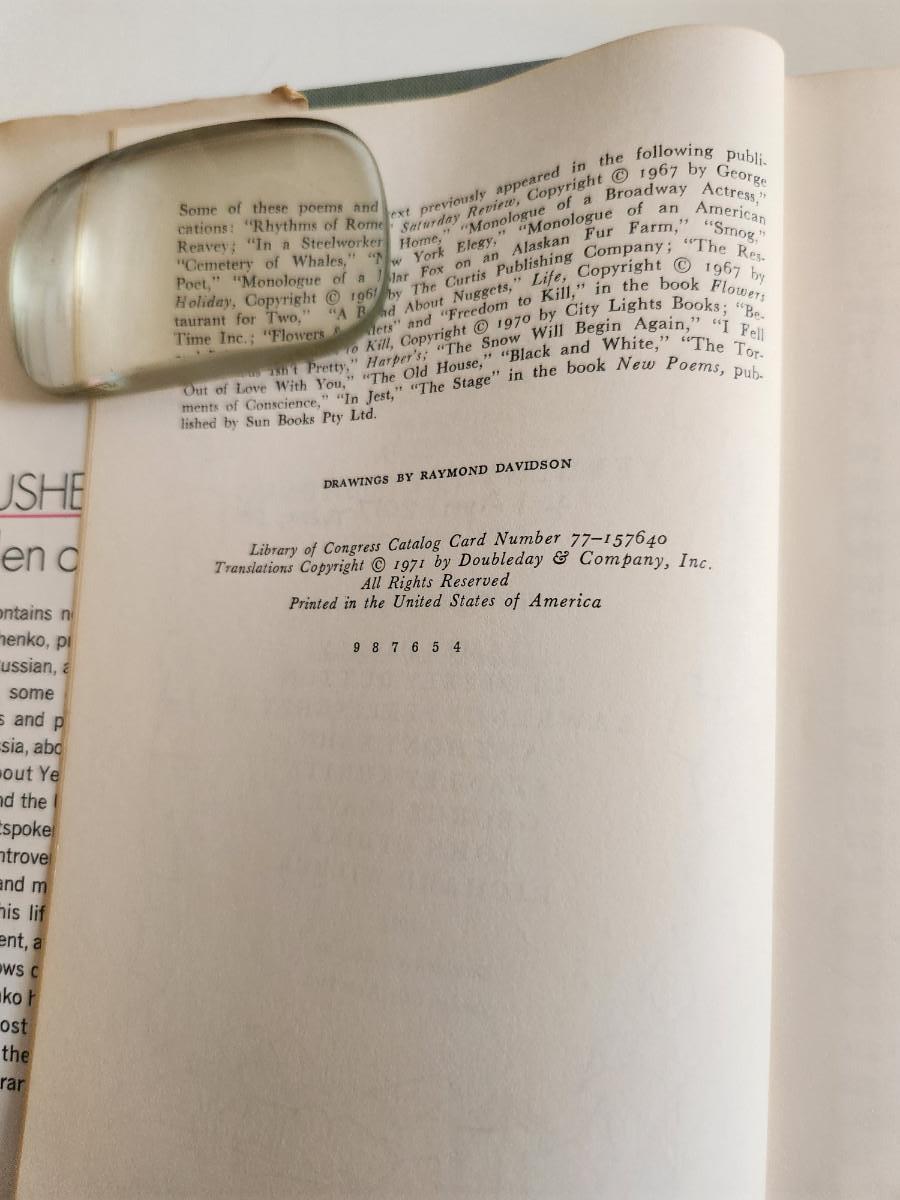 Some of these poems and ext previously appeared in the following publi-
cations: "Rhythms of Rome," Saturday Review, Copyright © 1967 by George
Reavey; "In a Steelworker Home," "Monologue of a Broadway Actress,"
"Cemetery of Whales," "N w York Elegy," "Monologue of an American
Poet," "Monologue of a lar Fox on an Alaskan Fur Farm," "Smog,"
Holiday, Copyright © 196 by The Curtis Publishing Company; "The Res-
taurant for Two," "A B d About Nuggets," Life, Copyright © 1967 by
Time Inc.; "Flowers lets" and "Freedom to Kill," in the book Flowers
to Kill, Copyright © 1970 by City Lights Books; "Be-
Isn't Pretty," Harper's; "The Snow Will Begin Again," "I Fell
Out of Love With You," "The Old House," "Black and White," "The Tor-
ments of Conscience," "In Jest," "The Stage" in the book New Poems, pub-
lished by Sun Books Pty Ltd.
DRAWINGS BY RAYMOND DAVIDSON
Library of Congress Catalog Card Number 77–157640
Translations Copyright © 1971 by Doubleday & Company, Inc.
All Rights Reserved
Printed in the United States of America
9 8 7 6 5 4
USHE
en c
ontains n
henko, p
ussian, a
some
s and p
sia, abo
out Ye
nd the
tspoke
ntrove
and m
his lif
ent, a
ows c
ko h
ost
the
rar